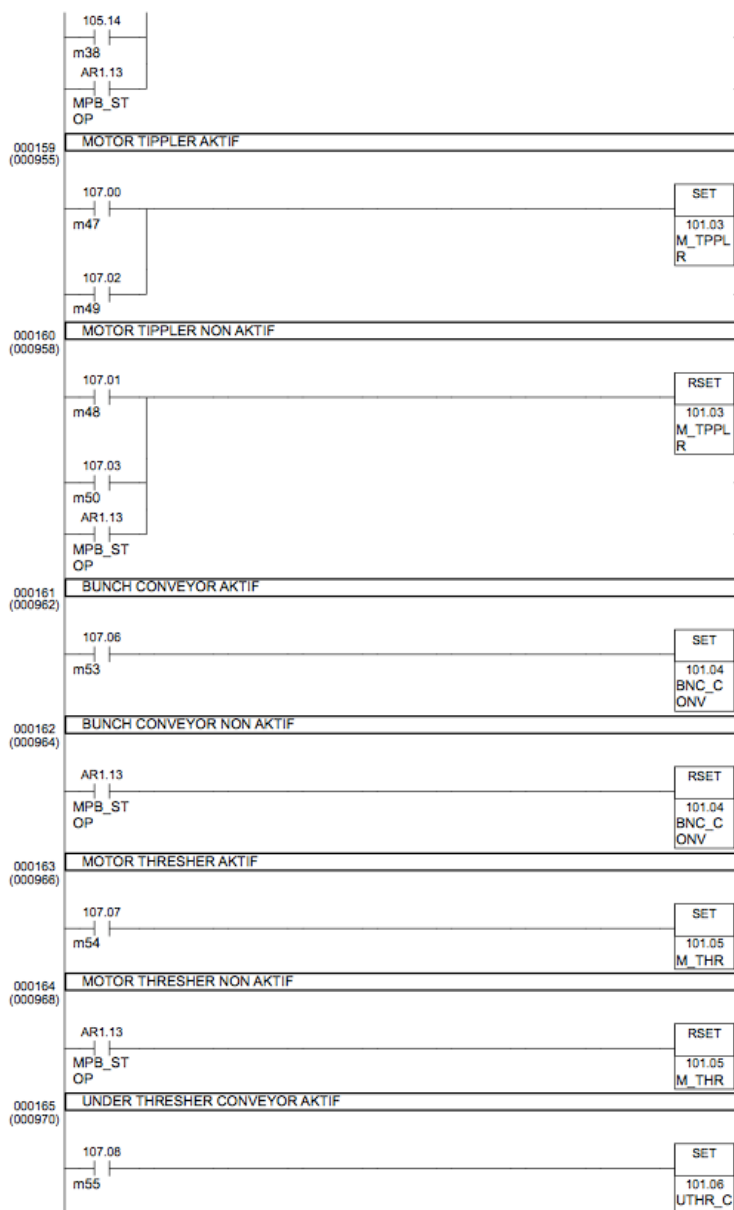 105.14
m38
AR1.13
MPB_ST
OP
000159
(000955)
MOTOR TIPPLER AKTIF
107.00
m47
SET
101.03
M_TPPL
R
107.02
m49
000160
(000958)
MOTOR TIPPLER NON AKTIF
107.01
m48
RSET
101.03
M_TPPL
R
107.03
m50
AR1.13
MPB_ST
OP
000161
(000962)
BUNCH CONVEYOR AKTIF
107.06
m53
SET
101.04
BNC_C
ONV
000162
(000964)
BUNCH CONVEYOR NON AKTIF
AR1.13
MPB_ST
OP
RSET
101.04
BNC_C
ONV
000163
(000966)
MOTOR THRESHER AKTIF
107.07
m54
SET
101.05
M_THR
000164
(000968)
MOTOR THRESHER NON AKTIF
AR1.13
MPB_ST
OP
RSET
101.05
M_THR
000165
(000970)
UNDER THRESHER CONVEYOR AKTIF
107.08
m55
SET
101.06
UTHR_C